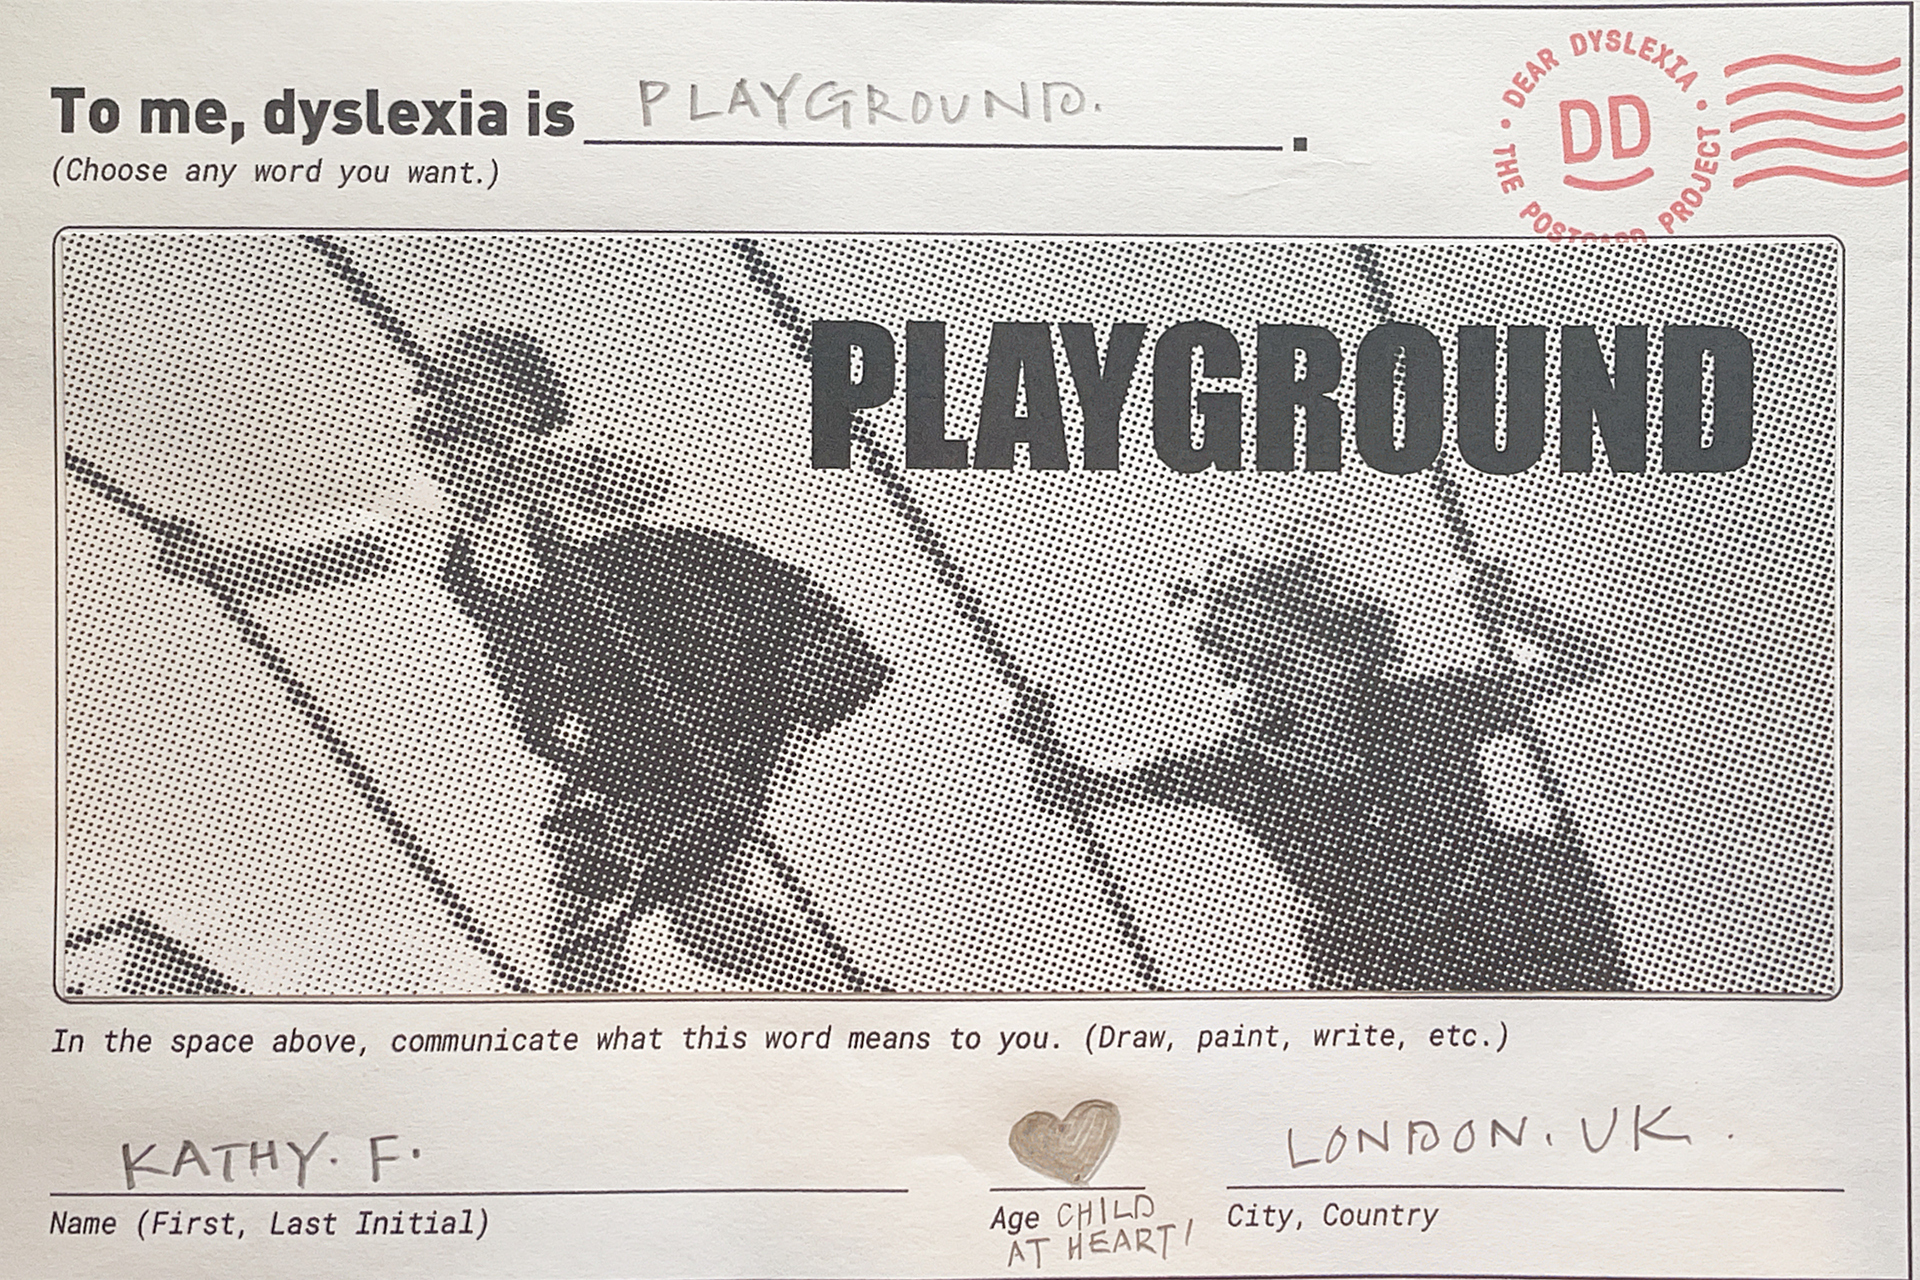 To me, dyslexia is PLAYGROUND..
(Choose any word you want.)
• DEAR DYSLEXIA • THE POSTCARD PROJECT
DD
PLAYGROUND
In the space above, communicate what this word means to you. (Draw, paint, write, etc.)
KATHY. F.
LONDON. UK.
Name (First, Last Initial)
Age CHILD
AT HEART!
City, Country